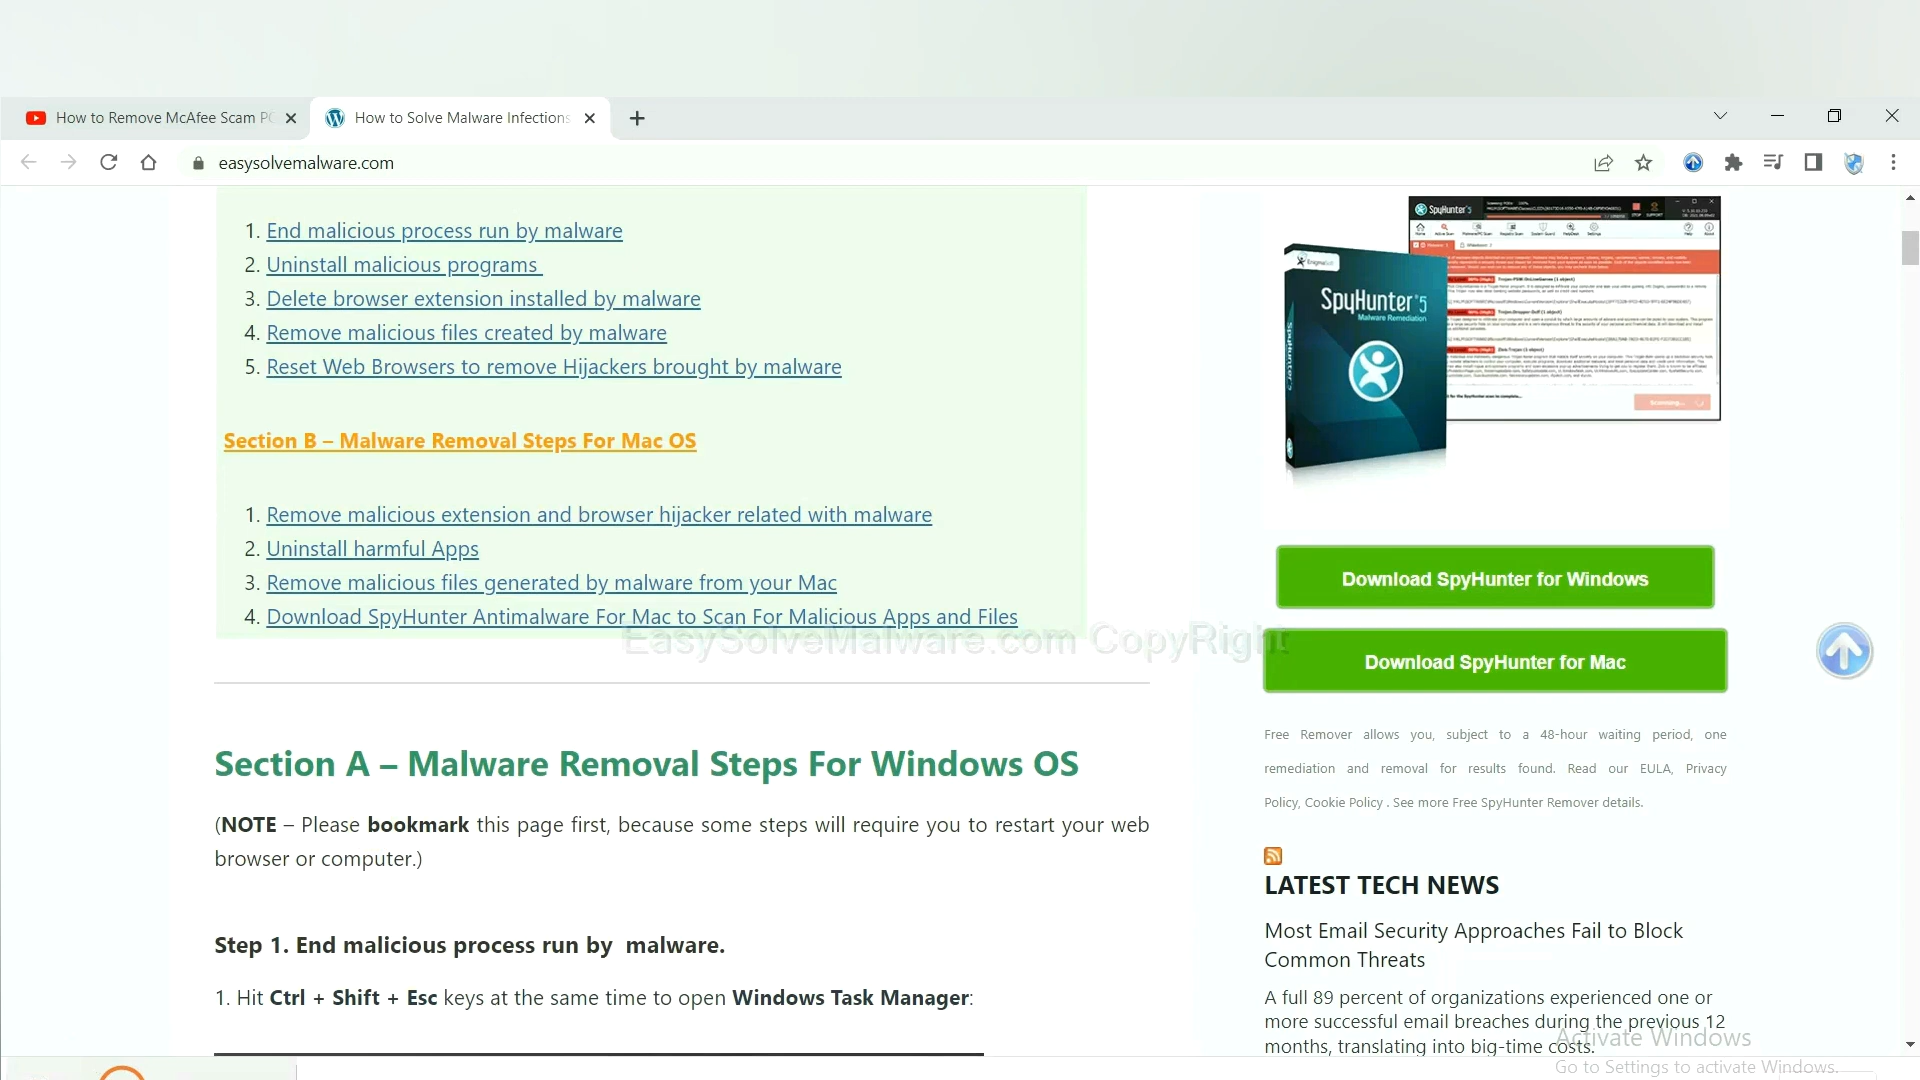 How to Remove McAfee Scam PC
How to Solve Malware Infections
easysolvemalware.com
1. End malicious process run by malware
2. Uninstall malicious programs
3. Delete browser extension installed by malware
4. Remove malicious files created by malware
5. Reset Web Browsers to remove Hijackers brought by malware
Section B – Malware Removal Steps For Mac OS
1. Remove malicious extension and browser hijacker related with malware
2. Uninstall harmful Apps
3. Remove malicious files generated by malware from your Mac
4. Download SpyHunter Antimalware For Mac to Scan For Malicious Apps and Files
EasySolveMalware.com CopyRight
Section A – Malware Removal Steps For Windows OS
(NOTE – Please bookmark this page first, because some steps will require you to restart your web
browser or computer.)
Step 1. End malicious process run by malware.
1. Hit Ctrl + Shift + Esc keys at the same time to open Windows Task Manager:
SpyHunter 5
EnigmaSoft
SpyHunter 5
Malware Remediation
SpyHunter 5
Scanning...
Download SpyHunter for Windows
Download SpyHunter for Mac
Free Remover allows you, subject to a 48-hour waiting period, one
remediation and removal for results found. Read our EULA, Privacy
Policy, Cookie Policy . See more Free SpyHunter Remover details.
LATEST TECH NEWS
Most Email Security Approaches Fail to Block
Common Threats
A full 89 percent of organizations experienced one or
more successful email breaches during the previous 12
months, translating into big-time costs.
Activate Windows
Go to Settings to activate Windows.